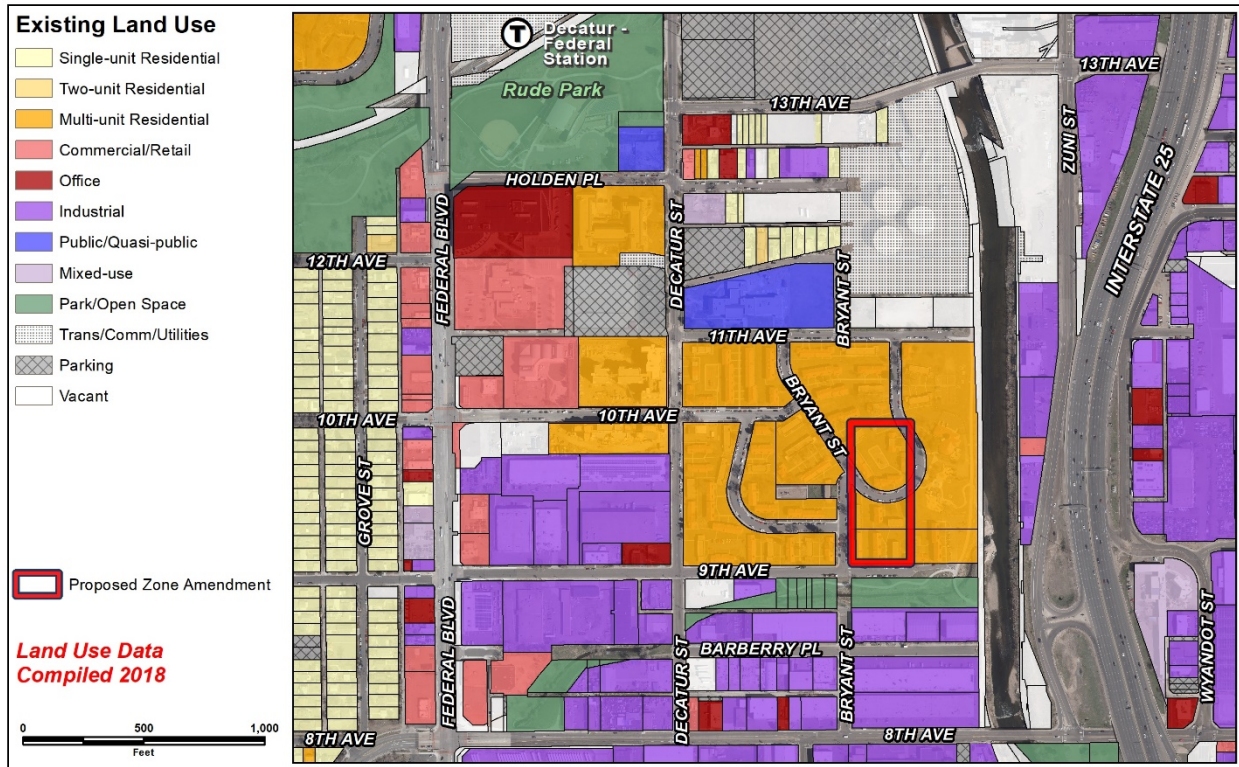 Existing Land Use
Single-unit Residential
Two-unit Residential
Multi-unit Residential
Commercial/Retail
Office
Industrial
Public/Quasi-public
Mixed-use
Park/Open Space
Trans/Comm/Utilities
Parking
Vacant
Proposed Zone Amendment
Land Use Data
Compiled 2018
0 500 1,000
Feet
T
Decatur -
Federal
Station
Rude Park
13TH AVE
13TH AVE
ZUNI ST
INTERSTATE 25
HOLDEN PL
FEDERAL BLVD
DECATUR ST
12TH AVE
BRYANT ST
11TH AVE
BRYANT ST
10TH AVE
10TH AVE
GROVE ST
9TH AVE
FEDERAL BLVD
DECATUR ST
BARBERRY PL
BRYANT ST
WYANDOT ST
8TH AVE
8TH AVE